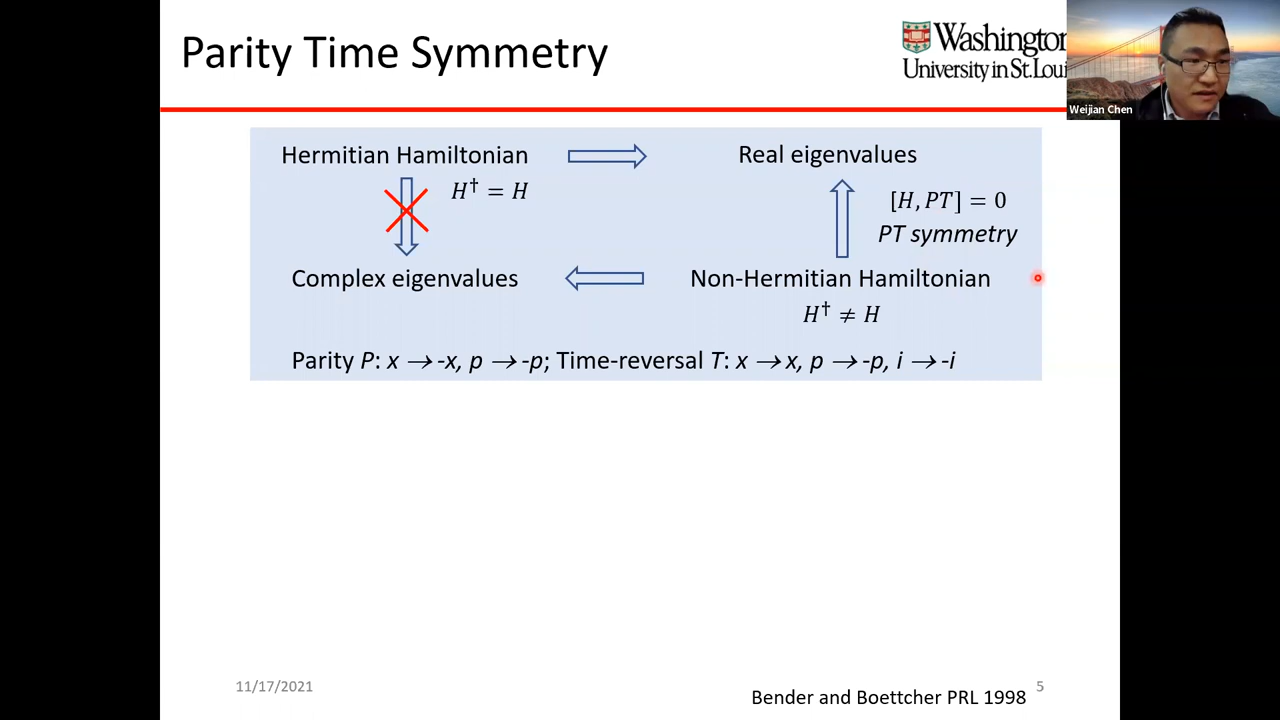 Parity Time Symmetry
Washington
University in St.Loui
Weijian Chen
Hermitian Hamiltonian
Real eigenvalues
H† = H
[H, PT] = 0
PT symmetry
Complex eigenvalues
Non-Hermitian Hamiltonian
H† ≠ H
Parity P: x → -x, p → -p; Time-reversal T: x → x, p → -p, i → -i
11/17/2021
Bender and Boettcher PRL 1998
5